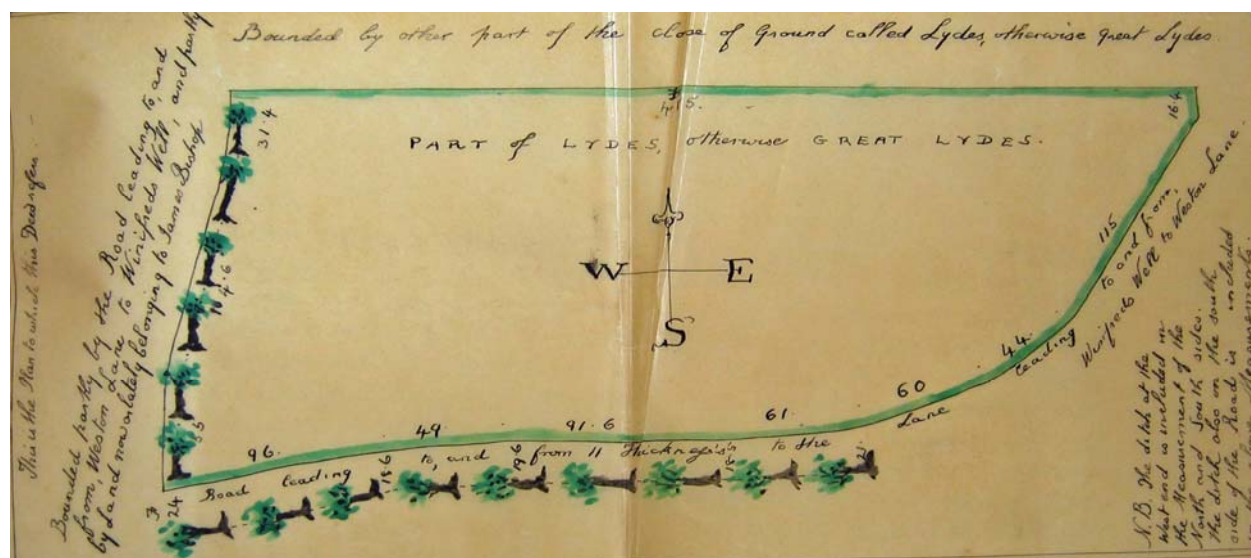 Bounded by other part of the close of Ground called Lydes, otherwise Great Lydes.
This is the Plan to which this Deed refers. -
Bounded partly by the Road leading to, and
from, Weston Lane to Winifreds Well, and partly
by Land now or lately belonging to James Bishop
415.
16.4
31.4
PART of LYDES, otherwise GREAT LYDES.
W E
S
115
104.6
44.
60
61.
91.6
49
96.
55
24
Road leading to, and from the
Lane leading to and from,
Winifreds Well to Weston Lane.
19.6
21.
N.B. The ditch at the
West end is included in
the Measurement of the
North and South sides.
the ditch also on the south
side of the Road is included
Measurements.